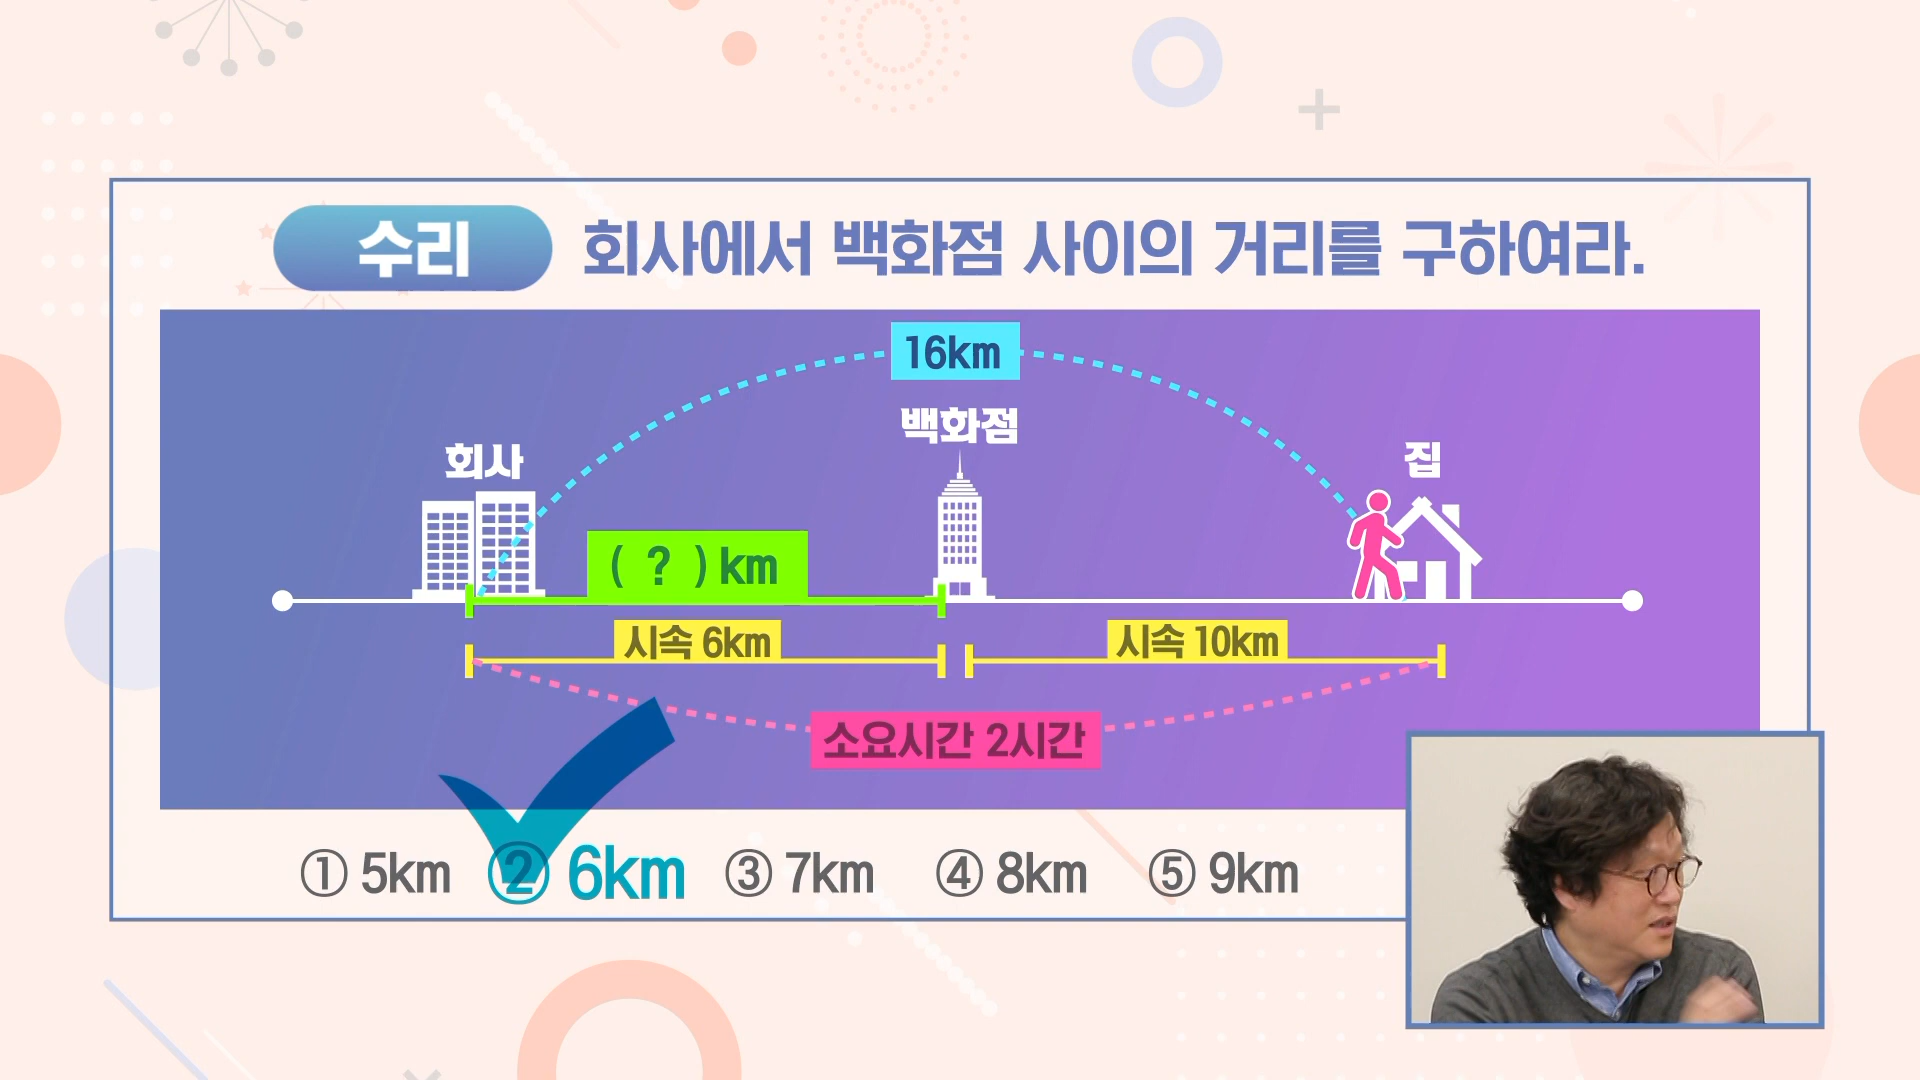 수리
회사에서 백화점 사이의 거리를 구하여라.
16km
백화점
회사
집
( ? ) km
시속 6km
시속 10km
소요시간 2시간
① 5km ② 6km ③ 7km ④ 8km ⑤ 9km